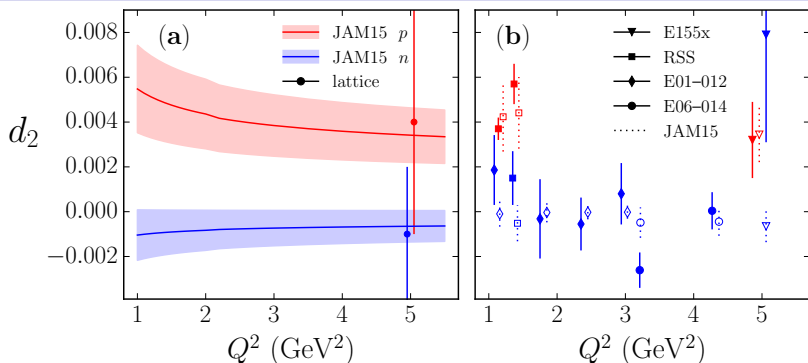 d₂
0.008
0.006
0.004
0.002
0.000
−0.002
(a)
JAM15 p
JAM15 n
lattice
1
2
3
4
5
Q² (GeV²)
(b)
E155x
RSS
E01−012
E06−014
JAM15
1
2
3
4
5
Q² (GeV²)